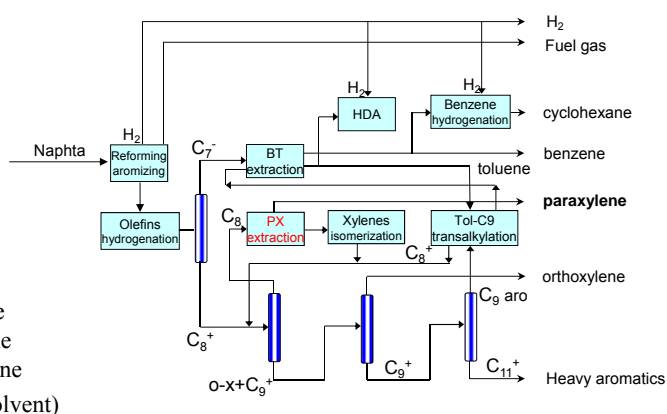 H2
Fuel gas
H2
H2
HDA
Benzene
hydrogenation
cyclohexane
H2
Naphta
Reforming
aromizing
C7-
BT
extraction
benzene
toluene
paraxylene
Olefins
hydrogenation
C8
PX
extraction
Xylenes
isomerization
Tol-C9
transalkylation
C8+
orthoxylene
C9 aro
C8+
C9+
C11+
o-x+C9+
Heavy aromatics
olvent)